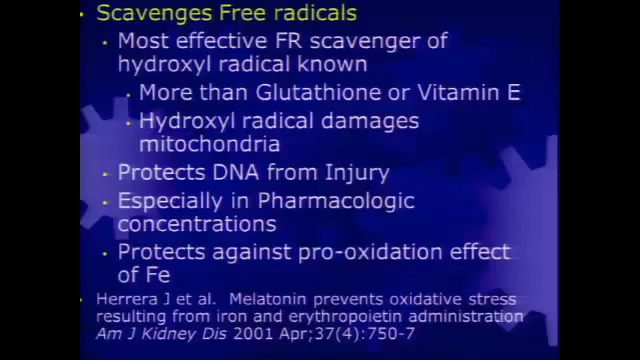 Scavenges Free radicals
Most effective FR scavenger of
hydroxyl radical known
More than Glutathione or Vitamin E
Hydroxyl radical damages
mitochondria
Protects DNA from Injury
Especially in Pharmacologic
concentrations
Protects against pro-oxidation effect
of Fe
Herrera J et al. Melatonin prevents oxidative stress
resulting from iron and erythropoietin administration
Am J Kidney Dis 2001 Apr;37(4):750-7